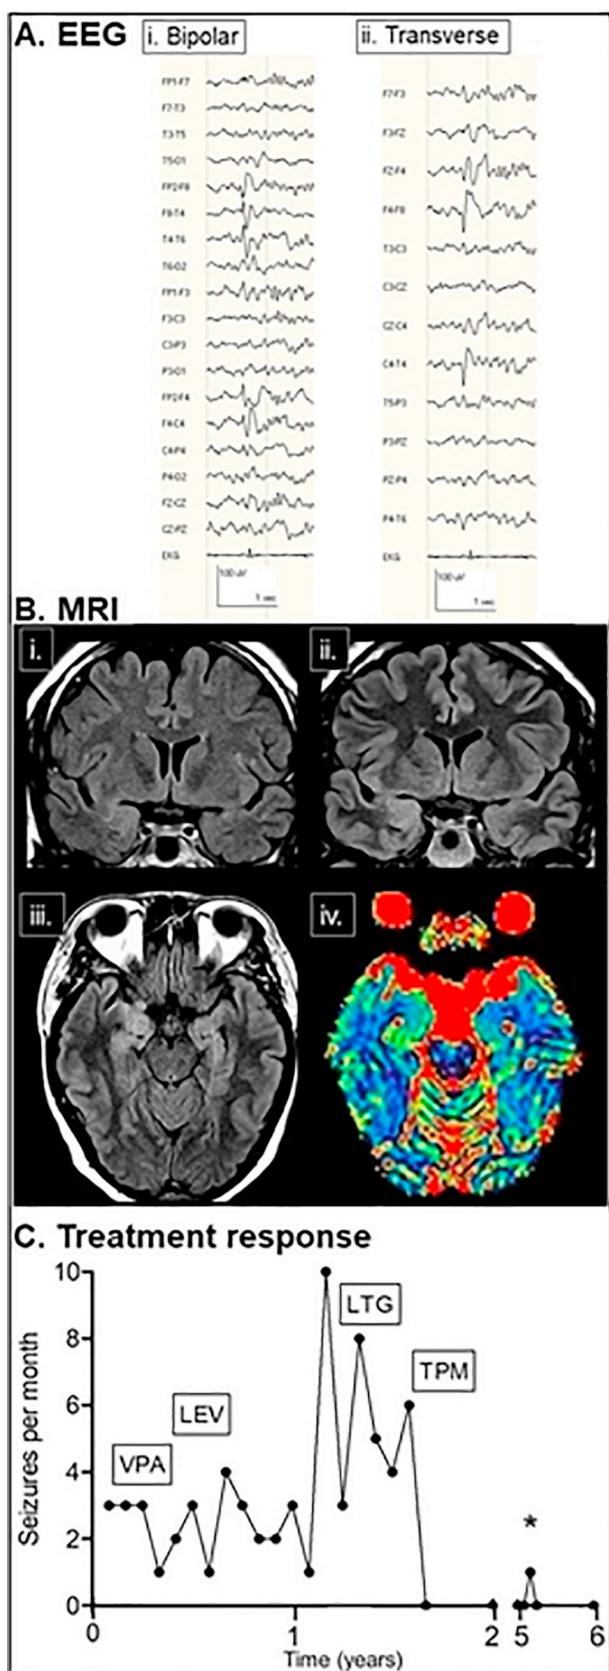 A. EEG
i. Bipolar
ii. Transverse
FP1-F7
F7-T3
T3-T5
T5-O1
FP2-F8
F8-T4
T4-T6
T6-O2
FP1-F3
F3-C3
C3-P3
P3-O1
FP2-F4
F4-C4
C4-P4
P4-O2
FZ-CZ
CZ-PZ
EKG
100 uV
1 sec
F7-F3
F3-FZ
FZ-F4
F4-F8
T3-C3
C3-CZ
CZ-C4
C4-T4
T5-P3
P3-PZ
PZ-P4
P4-T6
EKG
100 uV
1 sec
B. MRI
i.
ii.
iii.
iv.
C. Treatment response
Seizures per month
10
8
6
4
2
0
VPA
LEV
LTG
TPM
*
0
1
2
5
6
Time (years)